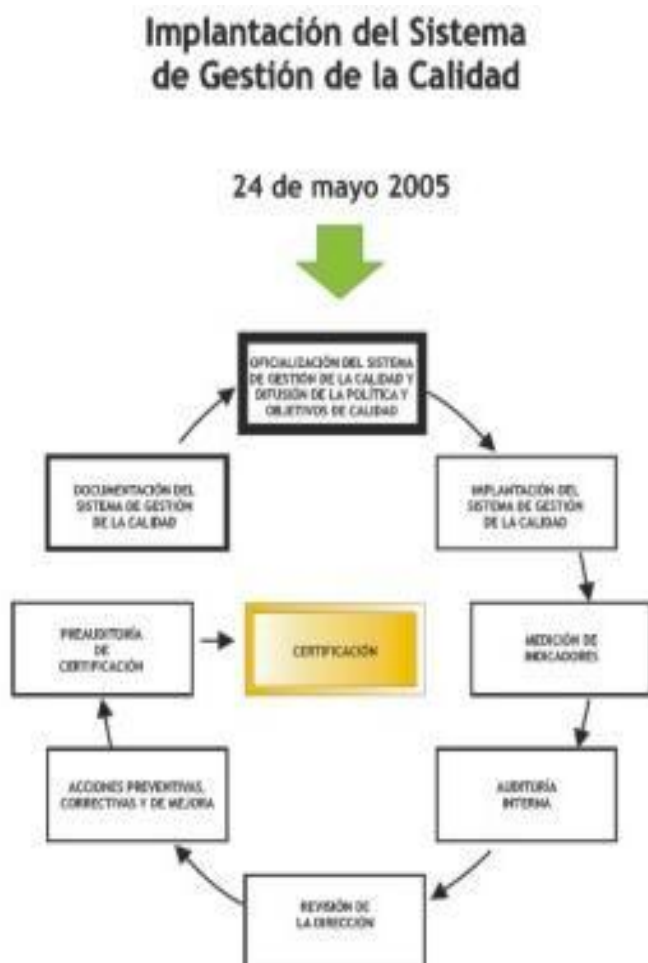 Implantación del Sistema
de Gestión de la Calidad
24 de mayo 2005
OFICIALIZACIÓN DEL SISTEMA
DE GESTIÓN DE LA CALIDAD Y
DIFUSIÓN DE LA POLÍTICA Y
OBJETIVOS DE CALIDAD
DOCUMENTACIÓN DEL
SISTEMA DE GESTIÓN
DE LA CALIDAD
IMPLANTACIÓN DEL
SISTEMA DE GESTIÓN
DE LA CALIDAD
PREAUDITORÍA
DE
CERTIFICACIÓN
CERTIFICACIÓN
MEDICIÓN DE
INDICADORES
ACCIONES PREVENTIVAS,
CORRECTIVAS Y DE MEJORA
AUDITORÍA
INTERNA
REVISIÓN DE
LA DIRECCIÓN